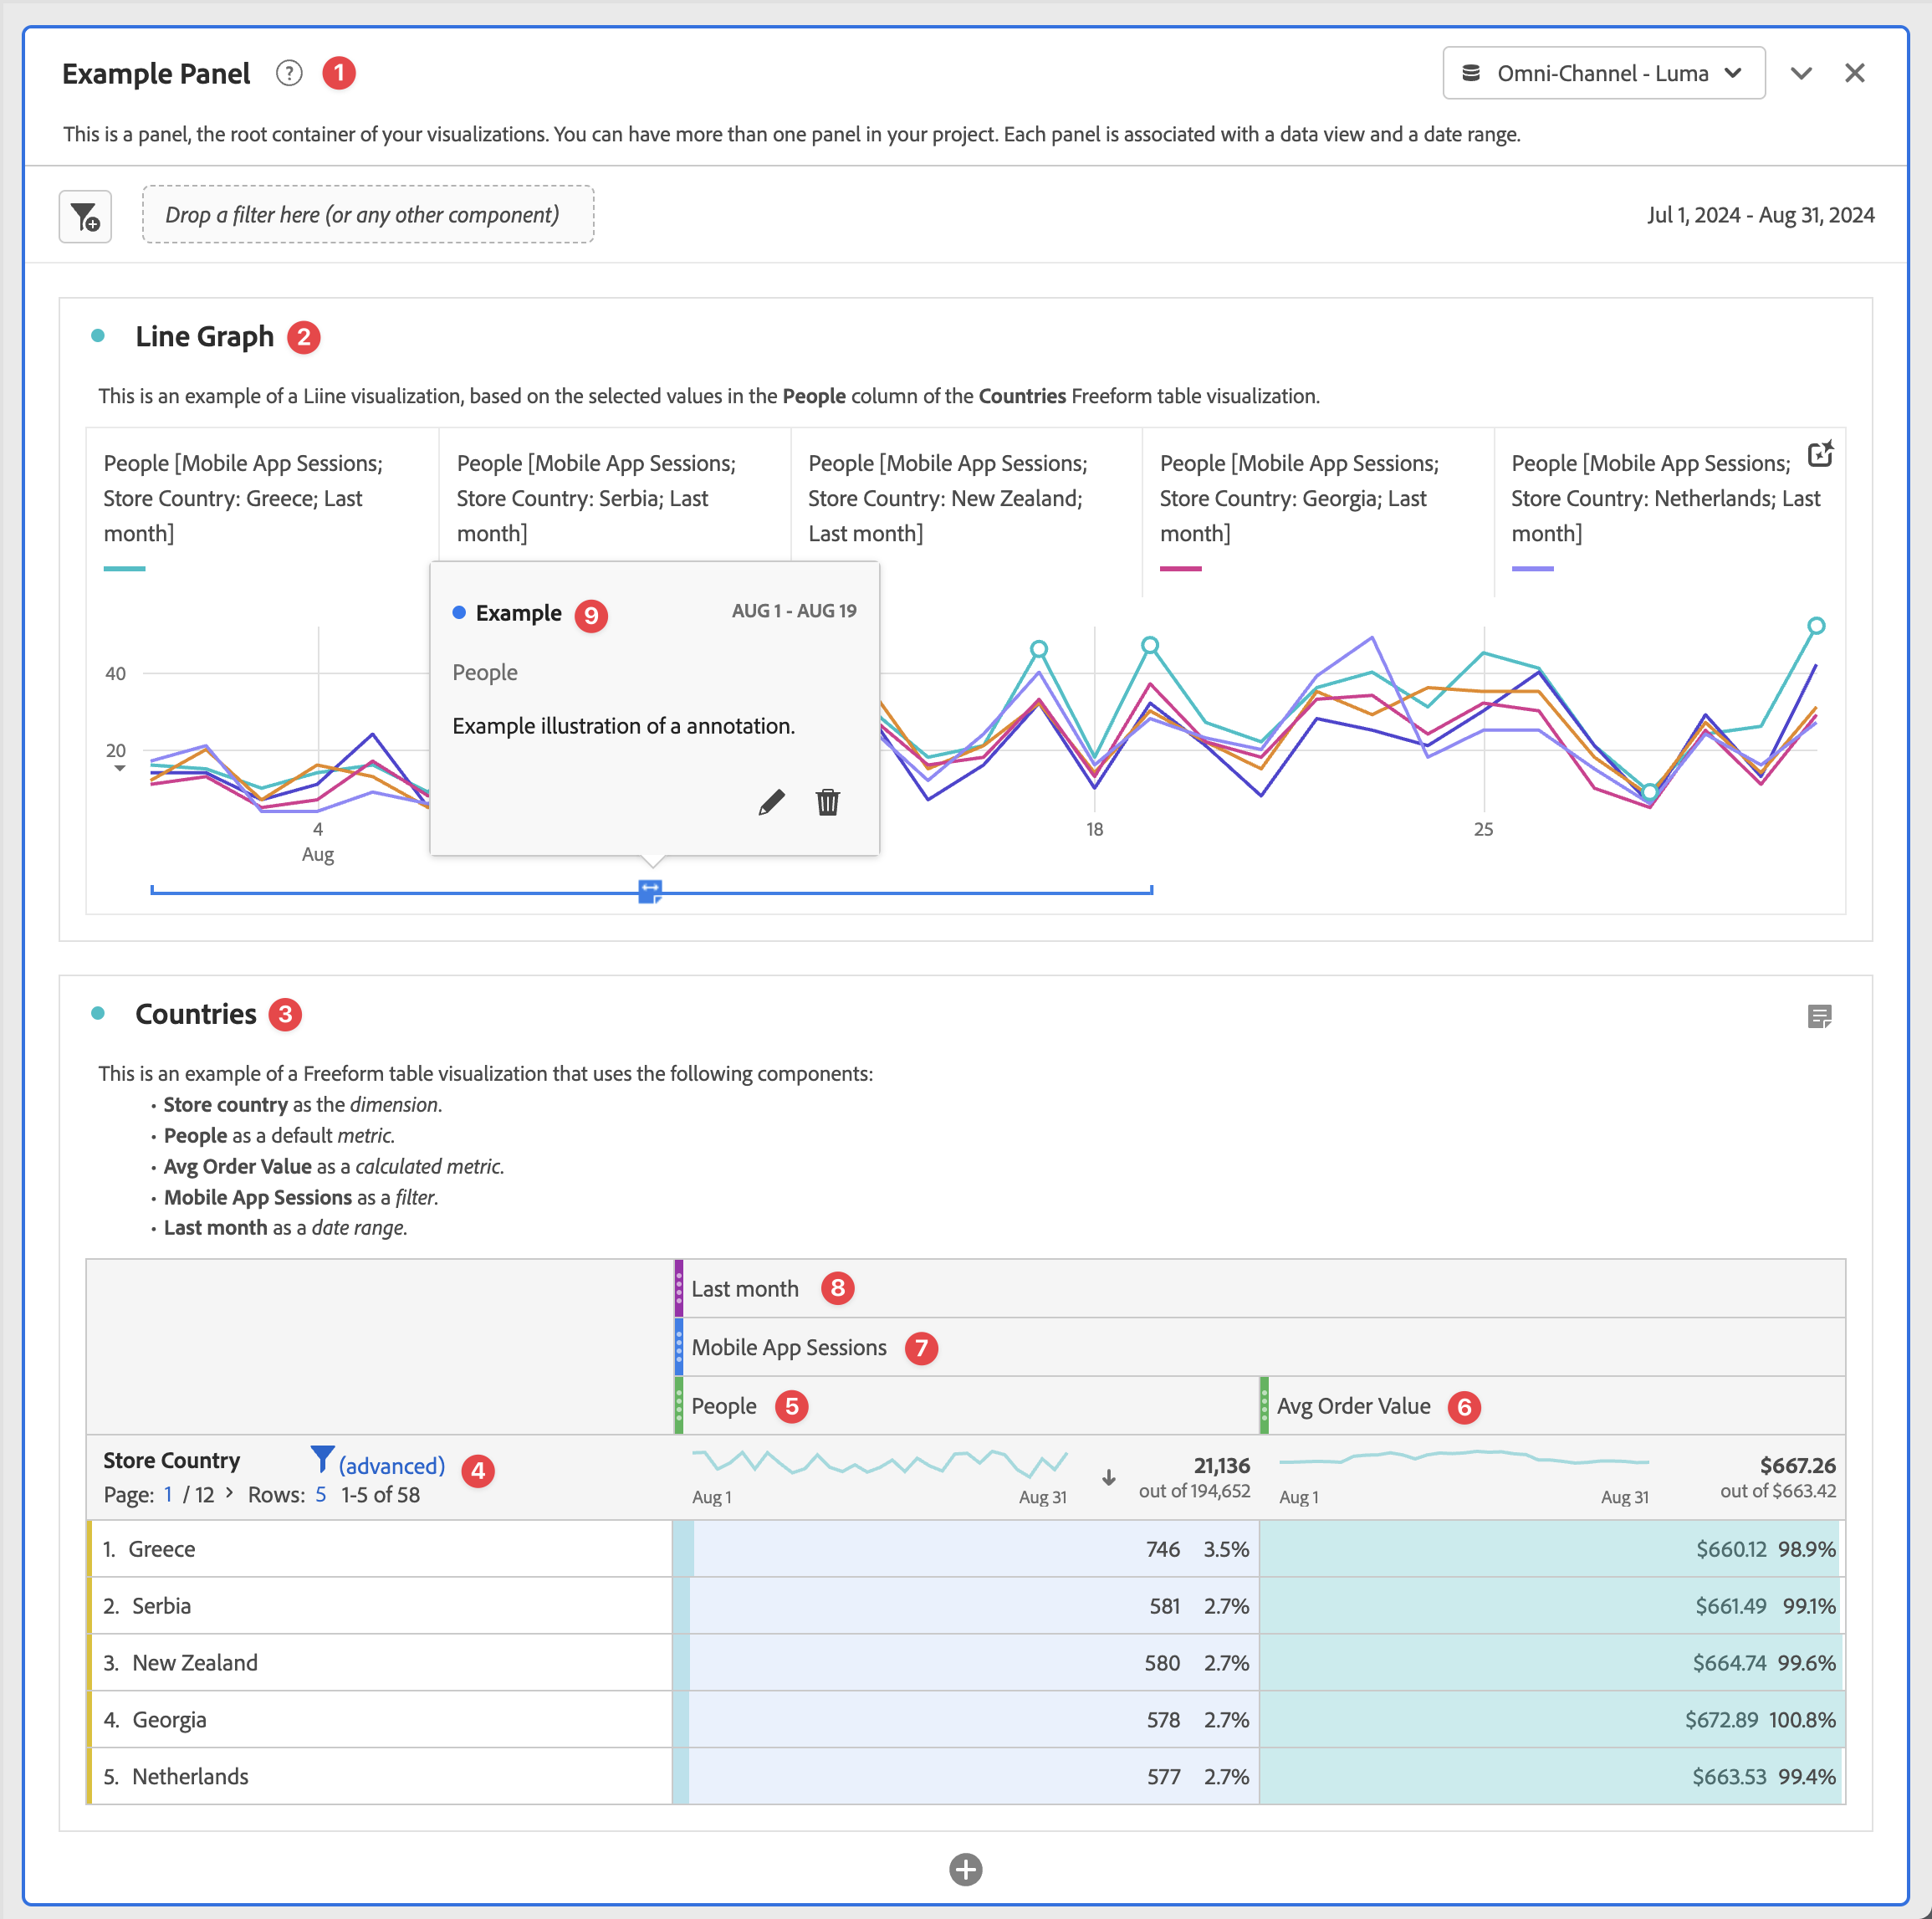 Example Panel ? 1
Omni-Channel - Luma
This is a panel, the root container of your visualizations. You can have more than one panel in your project. Each panel is associated with a data view and a date range.
Drop a filter here (or any other component)
Jul 1, 2024 - Aug 31, 2024
Line Graph 2
This is an example of a Liine visualization, based on the selected values in the People column of the Countries Freeform table visualization.
People [Mobile App Sessions;
Store Country: Greece; Last
month]
People [Mobile App Sessions;
Store Country: Serbia; Last
month]
People [Mobile App Sessions;
Store Country: New Zealand;
Last month]
People [Mobile App Sessions;
Store Country: Georgia; Last
month]
People [Mobile App Sessions;
Store Country: Netherlands; Last
month]
Example 9 AUG 1 - AUG 19
People
Example illustration of a annotation.
40
20
4
Aug
18
25
Countries 3
This is an example of a Freeform table visualization that uses the following components:
• Store country as the dimension.
• People as a default metric.
• Avg Order Value as a calculated metric.
• Mobile App Sessions as a filter.
• Last month as a date range.
Last month 8
Mobile App Sessions 7
People 5
Avg Order Value 6
Store Country (advanced) 4
Page: 1 / 12 > Rows: 5 1-5 of 58
Aug 1 Aug 31
21,136
out of 194,652
Aug 1 Aug 31
$667.26
out of $663.42
1. Greece 746 3.5% $660.12 98.9%
2. Serbia 581 2.7% $661.49 99.1%
3. New Zealand 580 2.7% $664.74 99.6%
4. Georgia 578 2.7% $672.89 100.8%
5. Netherlands 577 2.7% $663.53 99.4%